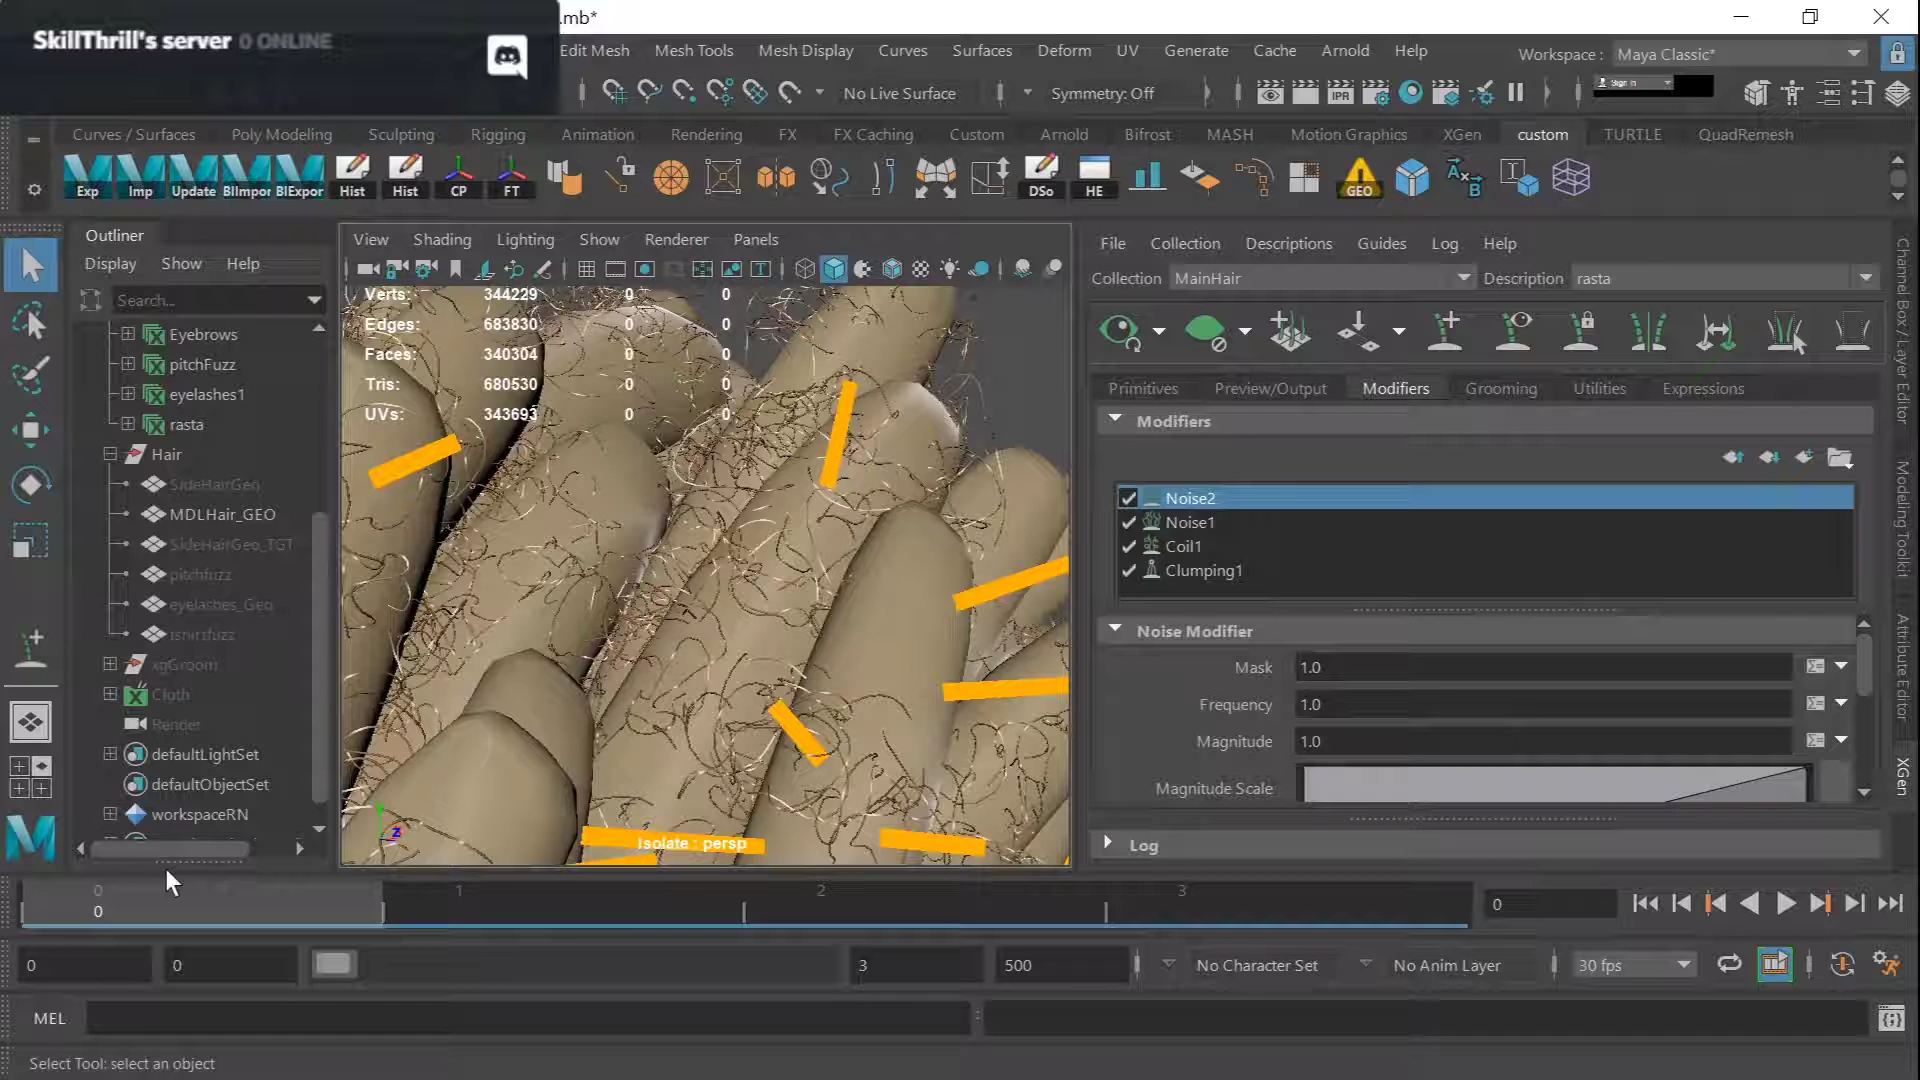 SkillThrill's server 0 ONLINE
.mb*
Edit Mesh Mesh Tools Mesh Display Curves Surfaces Deform UV Generate Cache Arnold Help
Workspace : Maya Classic*
No Live Surface
Symmetry: Off
IPR
Sign in
Curves / Surfaces Poly Modeling Sculpting Rigging Animation Rendering FX FX Caching Custom Arnold Bifrost MASH Motion Graphics XGen custom TURTLE QuadRemesh
Exp Imp Update BlImpor BlExpor Hist Hist CP FT DSo HE GEO
Outliner
Display Show Help
Search...
Eyebrows
pitchFuzz
eyelashes1
rasta
Hair
SideHairGeo
MDLHair_GEO
SideHairGeo_TGT
pitchfuzz
eyelashes_Geo
xgGroom
Cloth
Render
defaultLightSet
defaultObjectSet
workspaceRN
View Shading Lighting Show Renderer Panels
Verts: 344229 0 0
Edges: 683830 0 0
Faces: 340304 0 0
Tris: 680530 0 0
UVs: 343693 0 0
z
Isolate : persp
File Collection Descriptions Guides Log Help
Collection MainHair Description rasta
Primitives Preview/Output Modifiers Grooming Utilities Expressions
Modifiers
Noise2
Noise1
Coil1
Clumping1
Noise Modifier
Mask 1.0
Frequency 1.0
Magnitude 1.0
Magnitude Scale
Log
Channel Box / Layer Editor
Modeling Toolkit
Attribute Editor
XGen
0 1 2 3
0
0
0 0 3 500 No Character Set No Anim Layer 30 fps
MEL
Select Tool: select an object